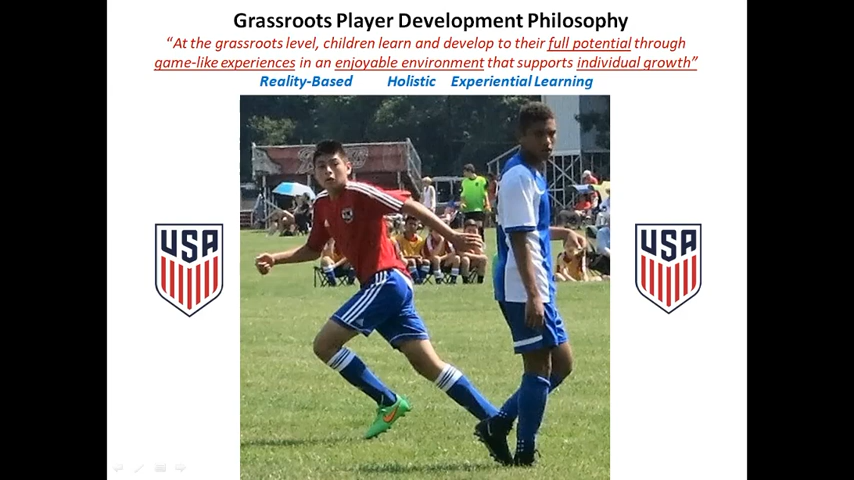 Grassroots Player Development Philosophy
“At the grassroots level, children learn and develop to their full potential through
game-like experiences in an enjoyable environment that supports individual growth”
Reality-Based Holistic Experiential Learning
USA
USA